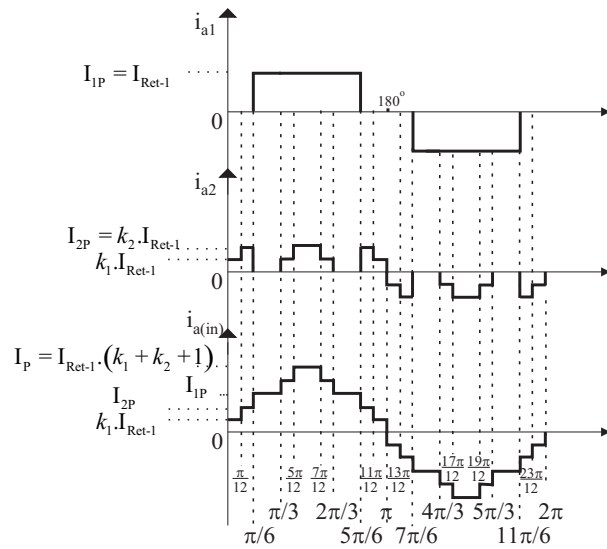 i_a1
I_1P = I_Ret-1
180°
0
i_a2
I_2P = k_2.I_Ret-1
k_1.I_Ret-1
0
i_a(in)
I_P = I_Ret-1.(k_1 + k_2 +1)
I_1P
I_2P
k_1.I_Ret-1
0
π/12 5π/12 7π/12 11π/12 13π/12 17π/12 19π/12 23π/12
π/3 2π/3 π 4π/3 5π/3 2π
π/6 5π/6 7π/6 11π/6